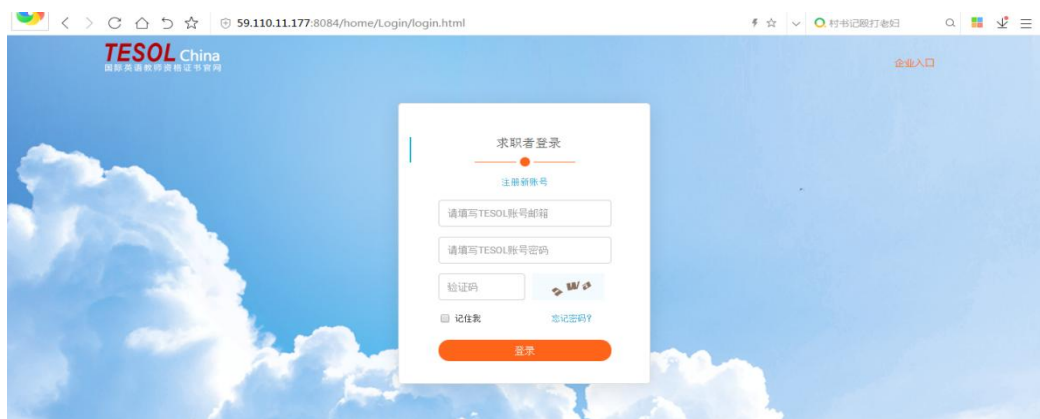 59.110.11.177:8084/home/Login/login.html
村书记殴打老妇
TESOL China
国际英语教师资格证书官网
企业入口
求职者登录
注册新账号
请填写TESOL账号邮箱
请填写TESOL账号密码
验证码
记住我 忘记密码?
登录